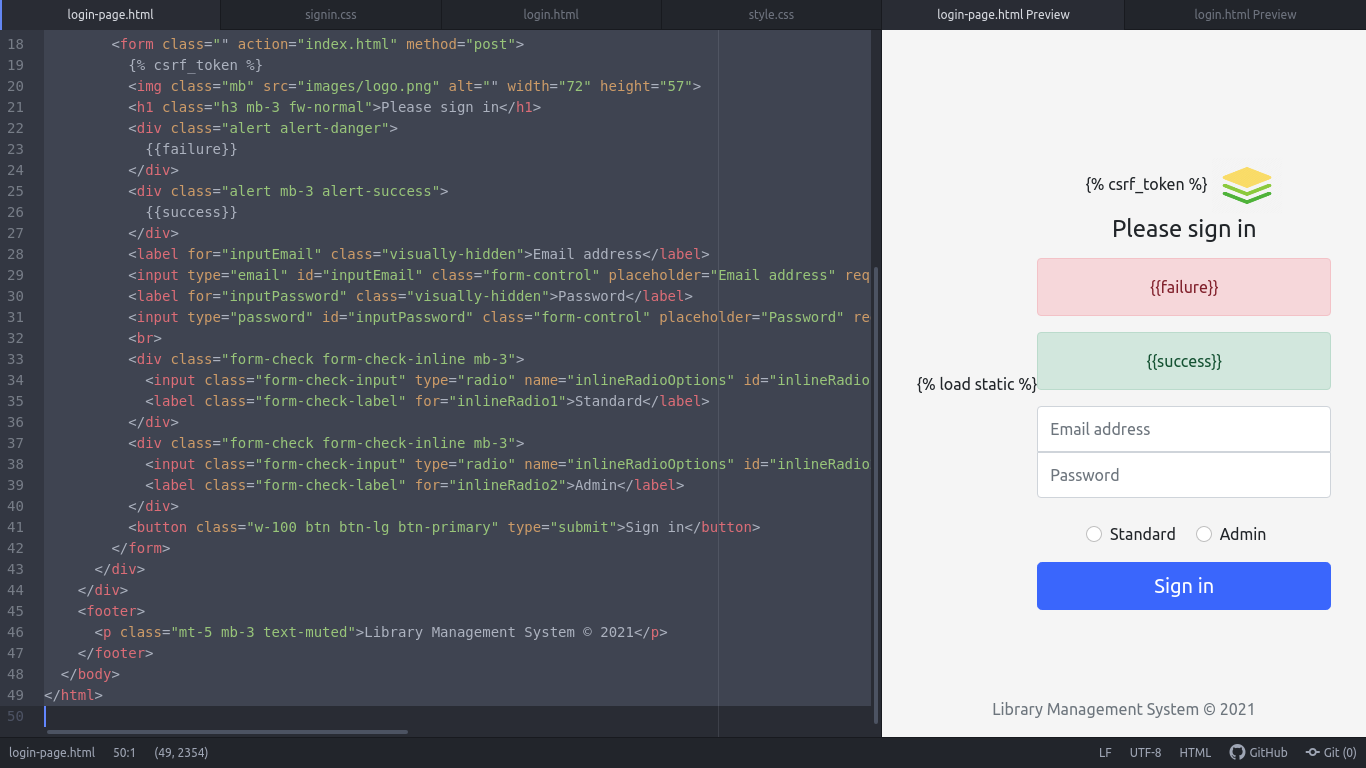 login-page.html signin.css login.html style.css login-page.html Preview login.html Preview
18 <form class="" action="index.html" method="post">
19 {% csrf_token %}
20 <img class="mb" src="images/logo.png" alt="" width="72" height="57">
21 <h1 class="h3 mb-3 fw-normal">Please sign in</h1>
22 <div class="alert alert-danger">
23 {{failure}}
24 </div>
25 <div class="alert mb-3 alert-success">
26 {{success}}
27 </div>
28 <label for="inputEmail" class="visually-hidden">Email address</label>
29 <input type="email" id="inputEmail" class="form-control" placeholder="Email address" req
30 <label for="inputPassword" class="visually-hidden">Password</label>
31 <input type="password" id="inputPassword" class="form-control" placeholder="Password" re
32 <br>
33 <div class="form-check form-check-inline mb-3">
34 <input class="form-check-input" type="radio" name="inlineRadioOptions" id="inlineRadio
35 <label class="form-check-label" for="inlineRadio1">Standard</label>
36 </div>
37 <div class="form-check form-check-inline mb-3">
38 <input class="form-check-input" type="radio" name="inlineRadioOptions" id="inlineRadio
39 <label class="form-check-label" for="inlineRadio2">Admin</label>
40 </div>
41 <button class="w-100 btn btn-lg btn-primary" type="submit">Sign in</button>
42 </form>
43 </div>
44 </div>
45 <footer>
46 <p class="mt-5 mb-3 text-muted">Library Management System © 2021</p>
47 </footer>
48 </body>
49 </html>
50
{% csrf_token %}
Please sign in
{{failure}}
{{success}}
{% load static %}
Email address
Password
Standard Admin
Sign in
Library Management System © 2021
login-page.html 50:1 (49, 2354) LF UTF-8 HTML GitHub Git (0)